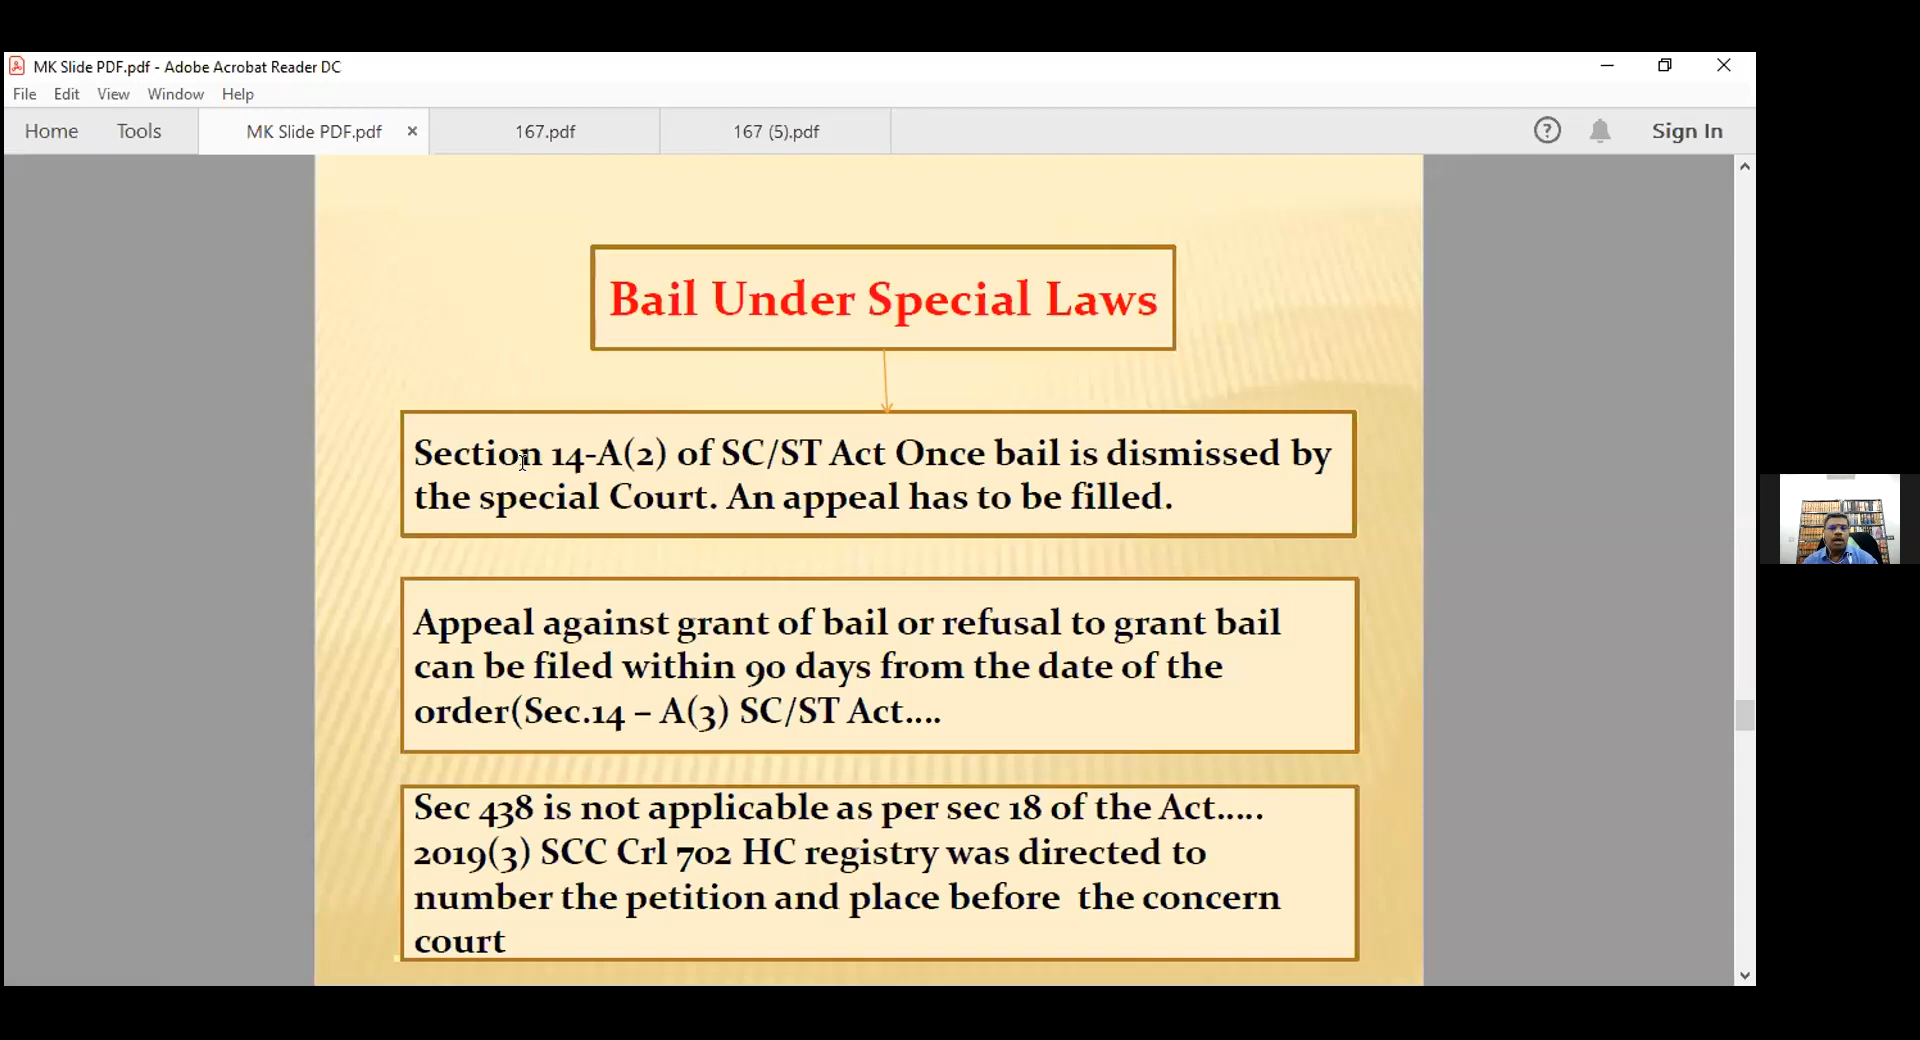 MK Slide PDF.pdf - Adobe Acrobat Reader DC
File Edit View Window Help
Home Tools MK Slide PDF.pdf × 167.pdf 167 (5).pdf ? Sign In
Bail Under Special Laws
Section 14-A(2) of SC/ST Act Once bail is dismissed by
the special Court. An appeal has to be filled.
Appeal against grant of bail or refusal to grant bail
can be filed within 90 days from the date of the
order(Sec.14 – A(3) SC/ST Act....
Sec 438 is not applicable as per sec 18 of the Act.....
2019(3) SCC Crl 702 HC registry was directed to
number the petition and place before the concern
court